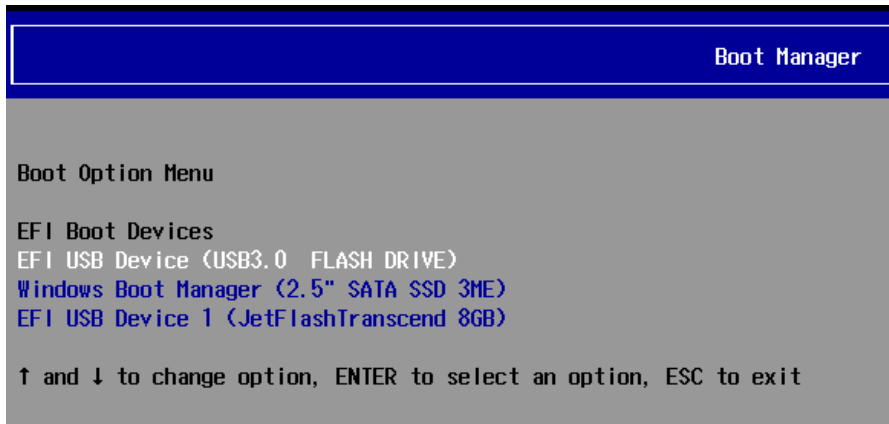 Boot Manager
Boot Option Menu
EFI Boot Devices
EFI USB Device (USB3.0  FLASH DRIVE)
Windows Boot Manager (2.5" SATA SSD 3ME)
EFI USB Device 1 (JetFlashTranscend 8GB)
↑ and ↓ to change option, ENTER to select an option, ESC to exit